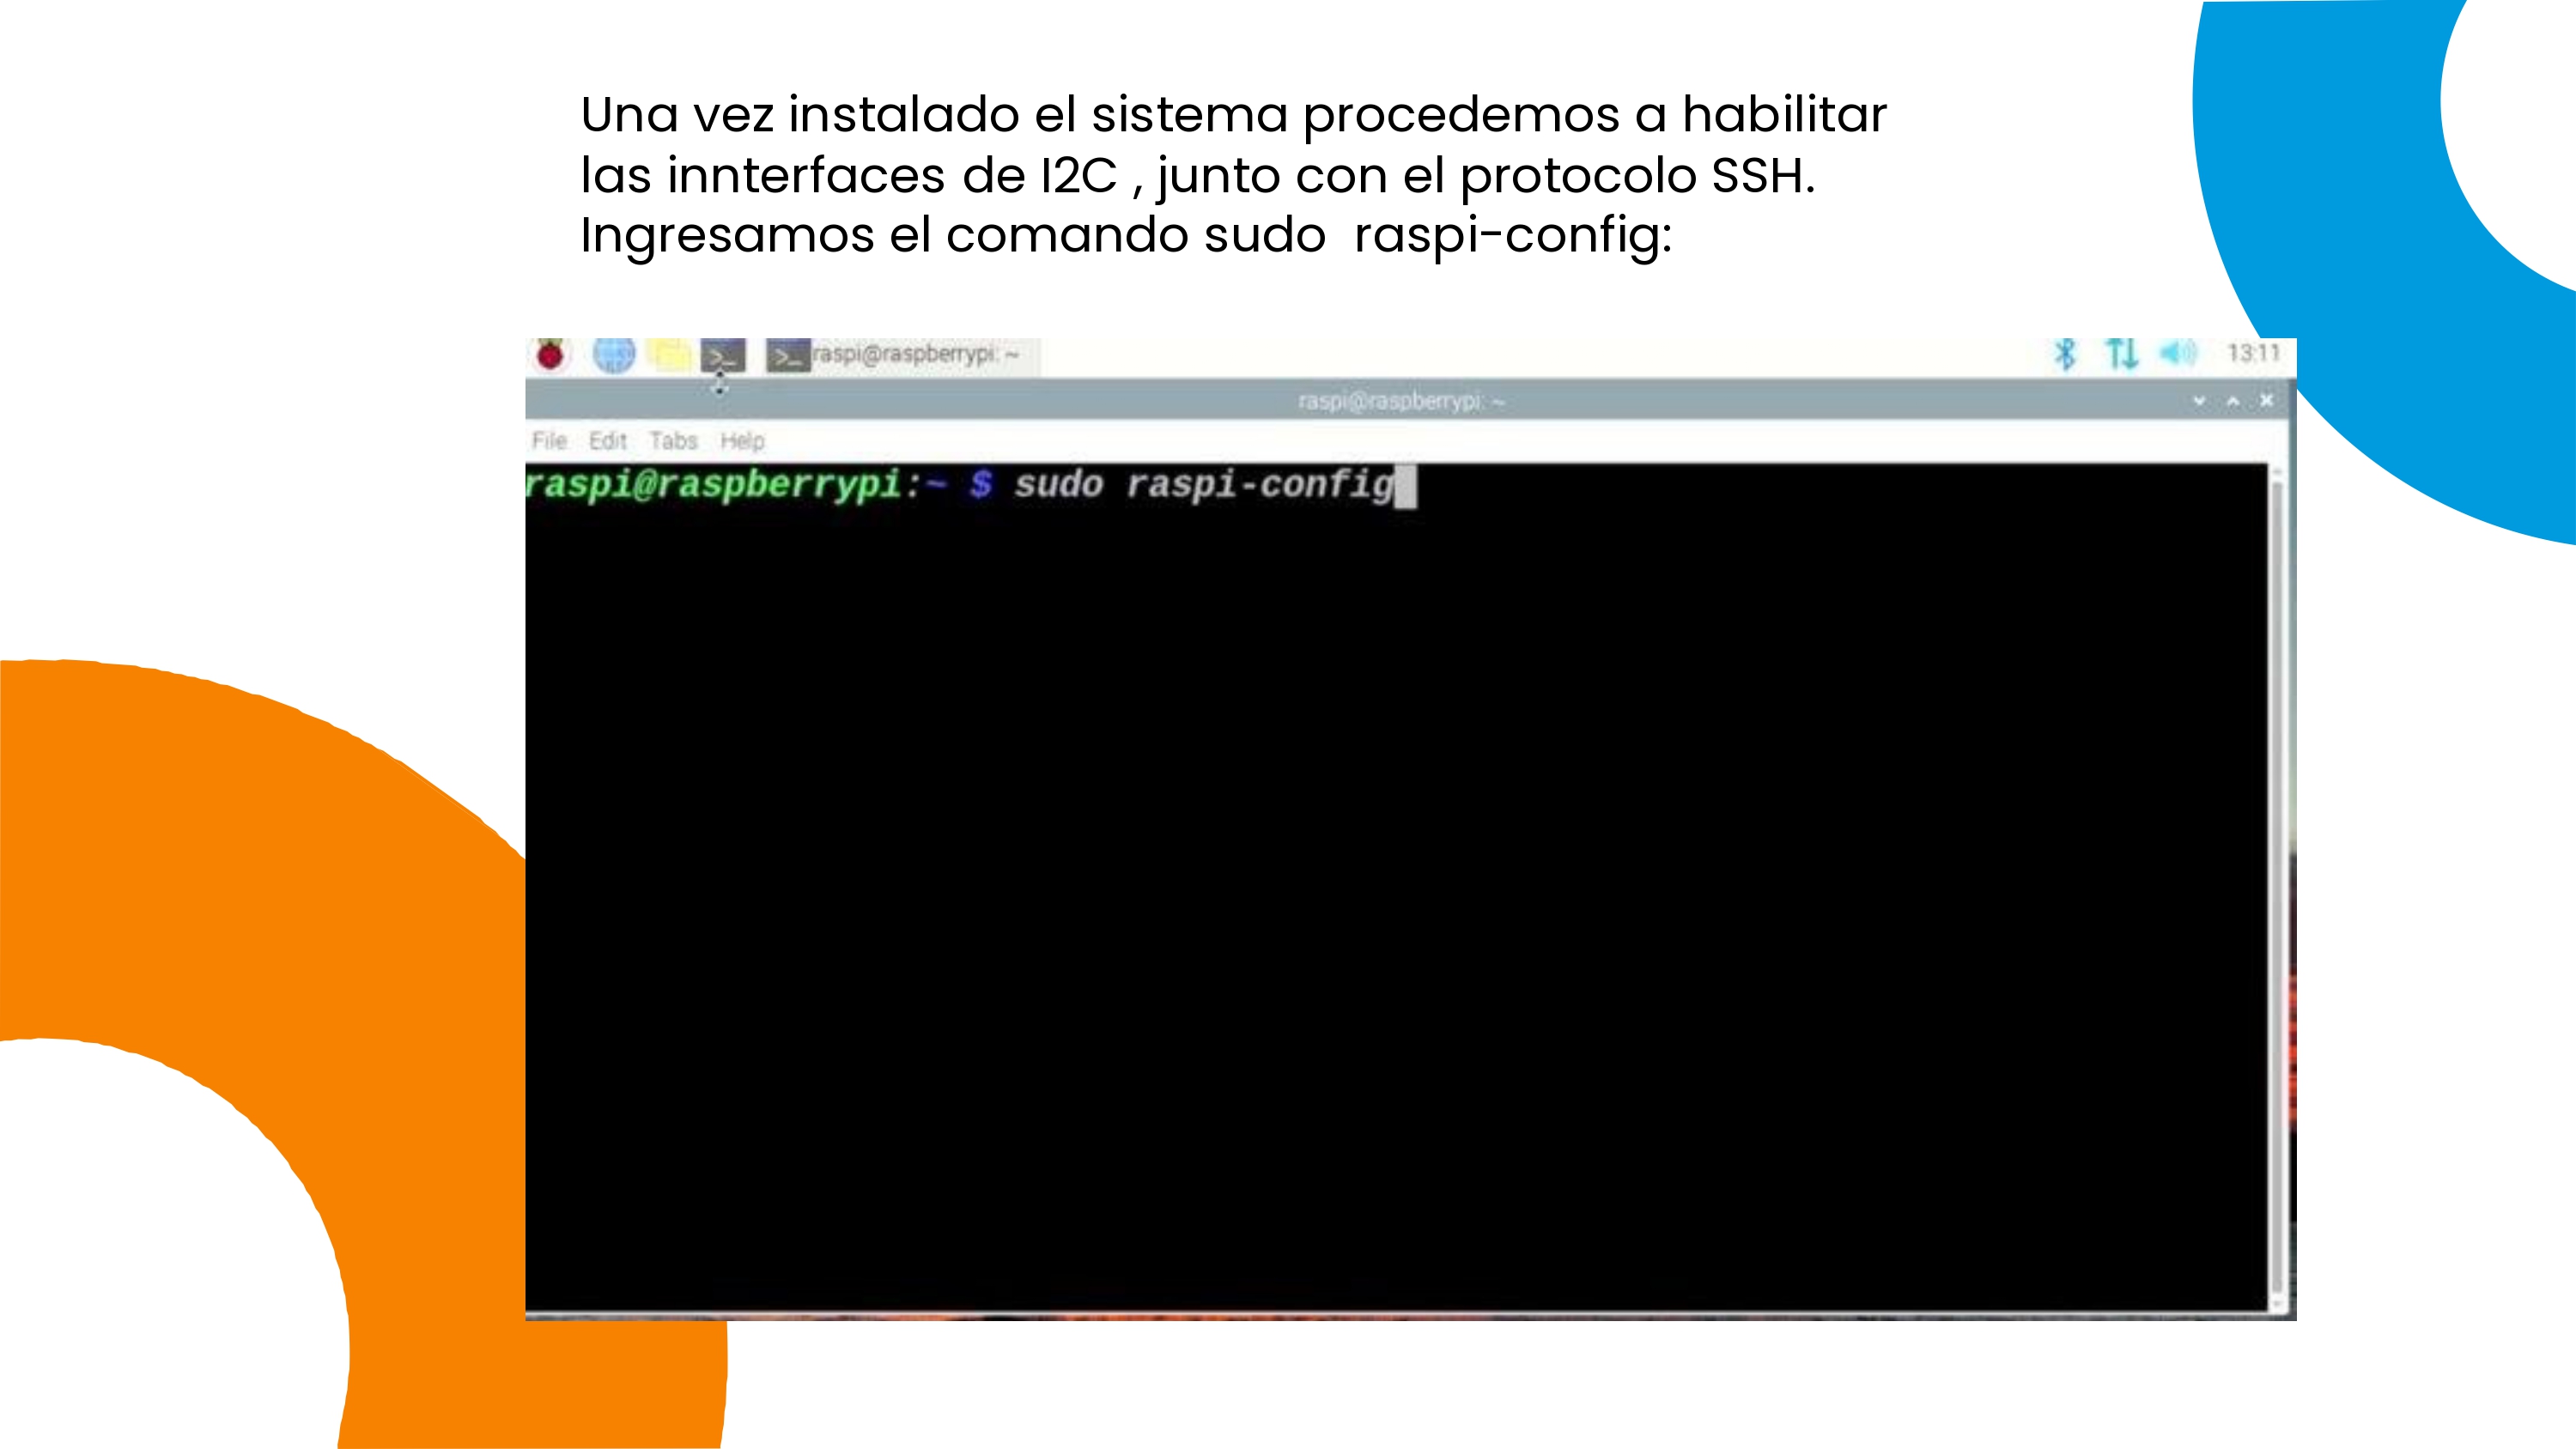 Una vez instalado el sistema procedemos a habilitar
las innterfaces de I2C , junto con el protocolo SSH.
Ingresamos el comando sudo  raspi-config:
raspi@raspberrypi: ~
13:11
raspi@raspberrypi: ~
File Edit Tabs Help
raspi@raspberrypi:~ $ sudo raspi-config